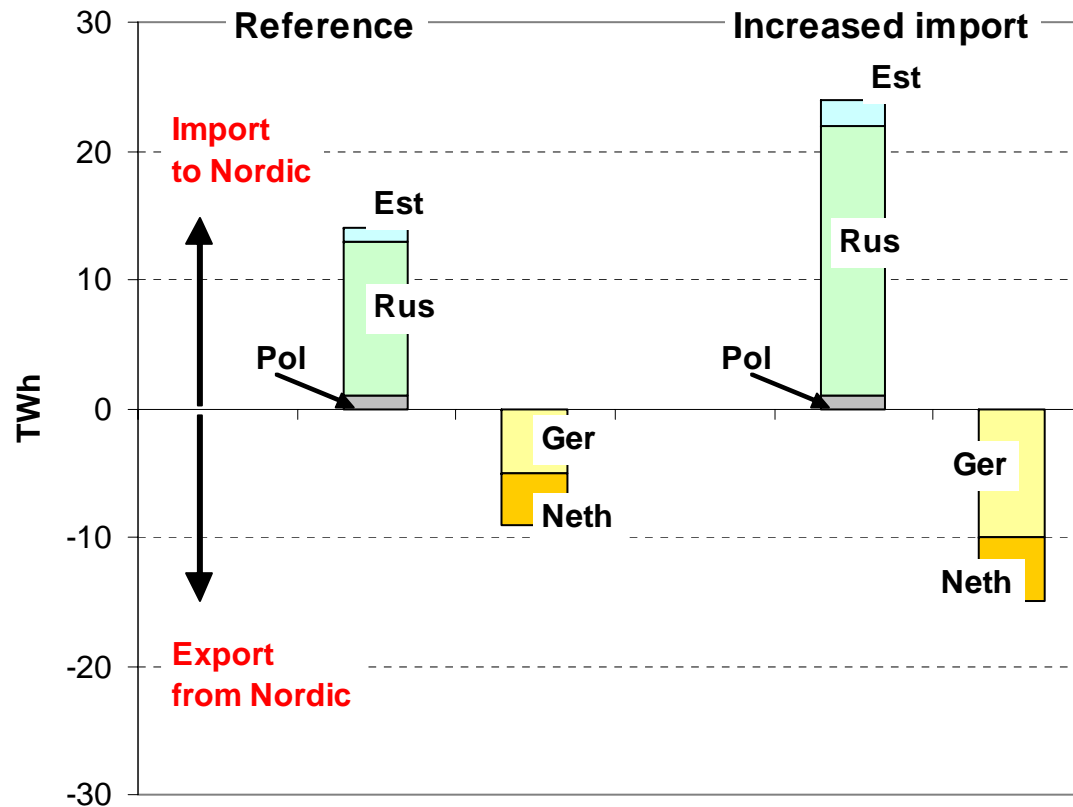 Reference
Increased import
30
20
10
0
-10
-20
-30
TWh
Import
to Nordic
Export
from Nordic
Est
Rus
Pol
Ger
Neth
Est
Rus
Pol
Ger
Neth